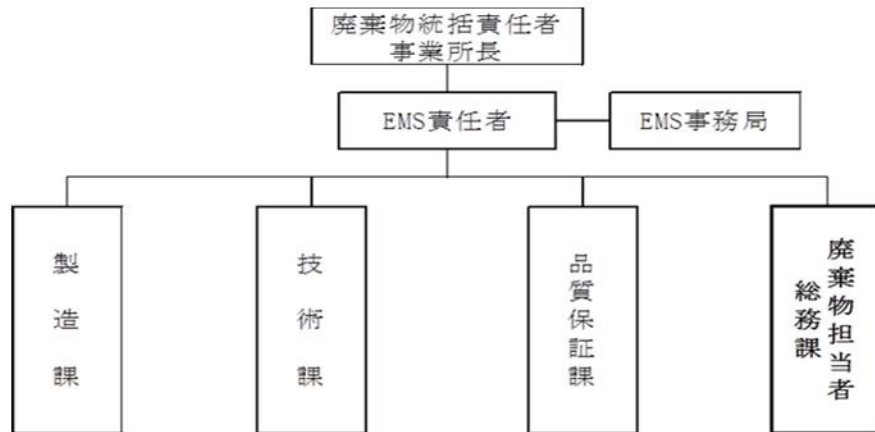 廃棄物統括責任者
事業所長
EMS責任者
EMS事務局
製造課
技術課
品質保証課
廃棄物担当者
総務課